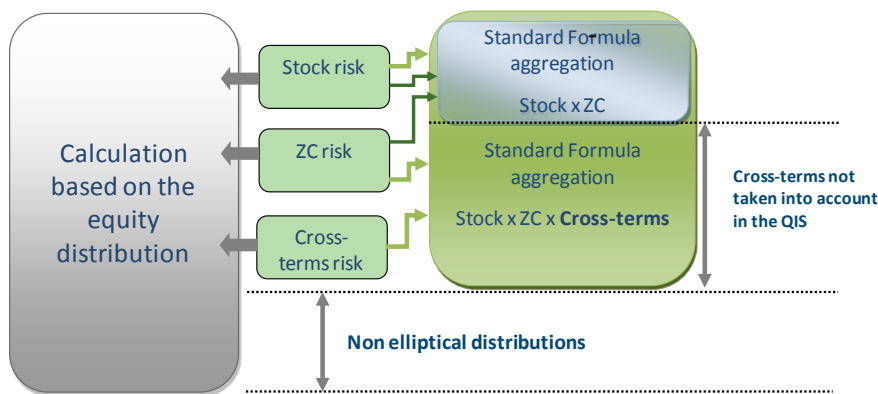 Calculation
based on the
equity
distribution
Stock risk
ZC risk
Cross-
terms risk
Standard Formula
aggregation
Stock x ZC
Standard Formula
aggregation
Stock x ZC x Cross-terms
Cross-terms not
taken into account
in the QIS
Non elliptical distributions